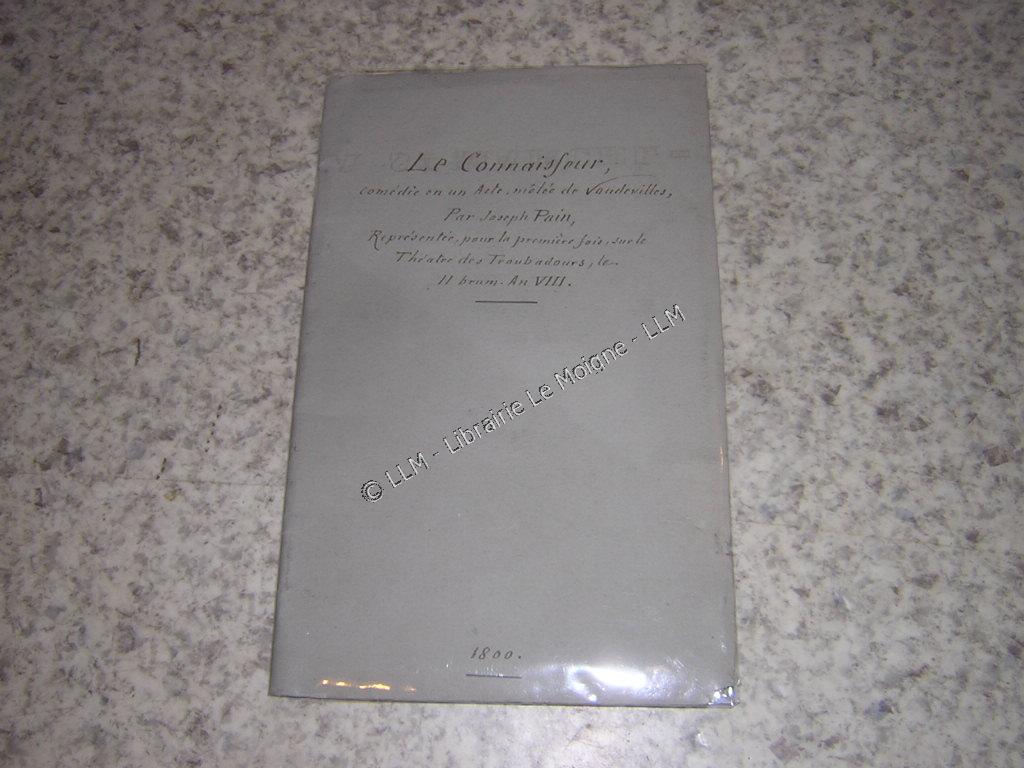 Le Connaisſeur,
comédie en un Acte, mêlée de Vaudevilles,
Par Joseph Pain,
Représentée, pour la première fois, sur le
Théatre des Troubadours, le
11 brum. An VIII.
© LLM - Librairie Le Moigne - LLM
1800.